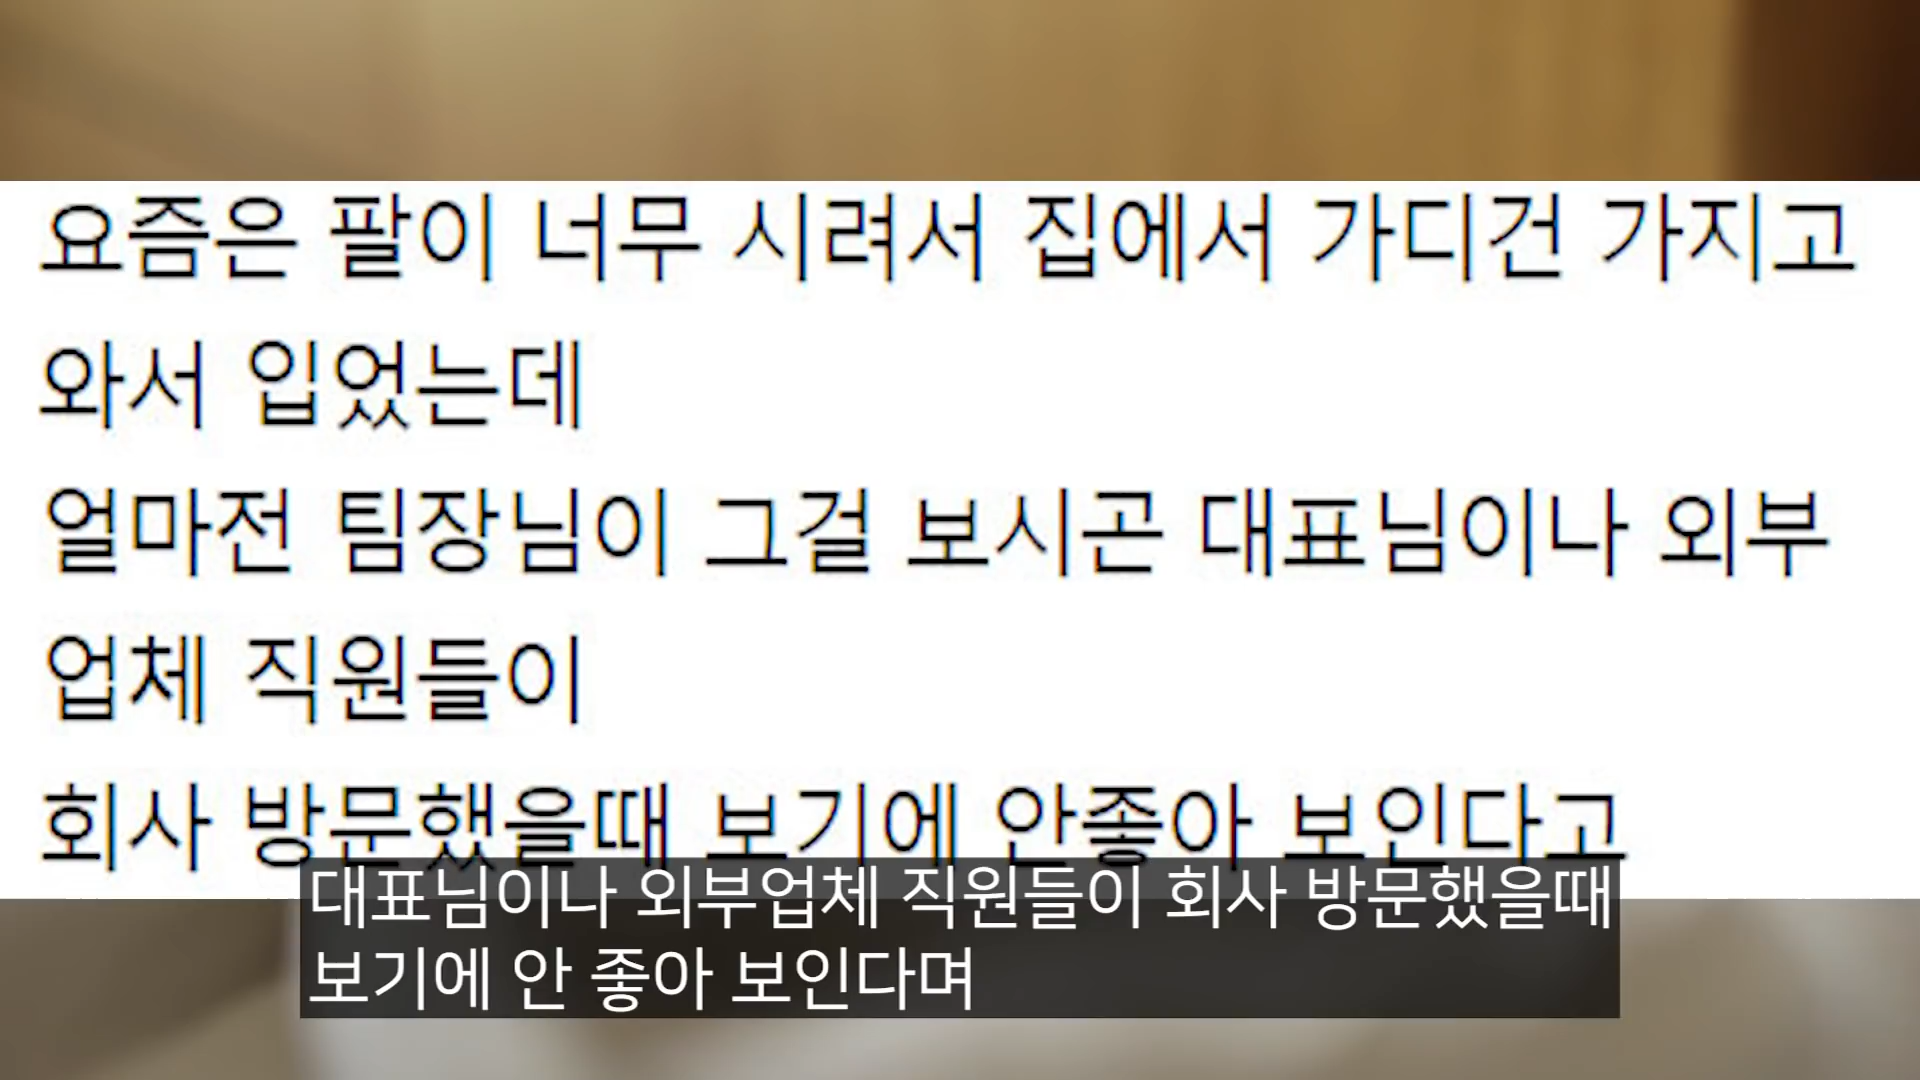 요즘은 팔이 너무 시려서 집에서 가디건 가지고
와서 입었는데
얼마전 팀장님이 그걸 보시곤 대표님이나 외부
업체 직원들이
회사 방문했을때 보기에 안좋아 보인다고
대표님이나 외부업체 직원들이 회사 방문했을때
보기에 안 좋아 보인다며